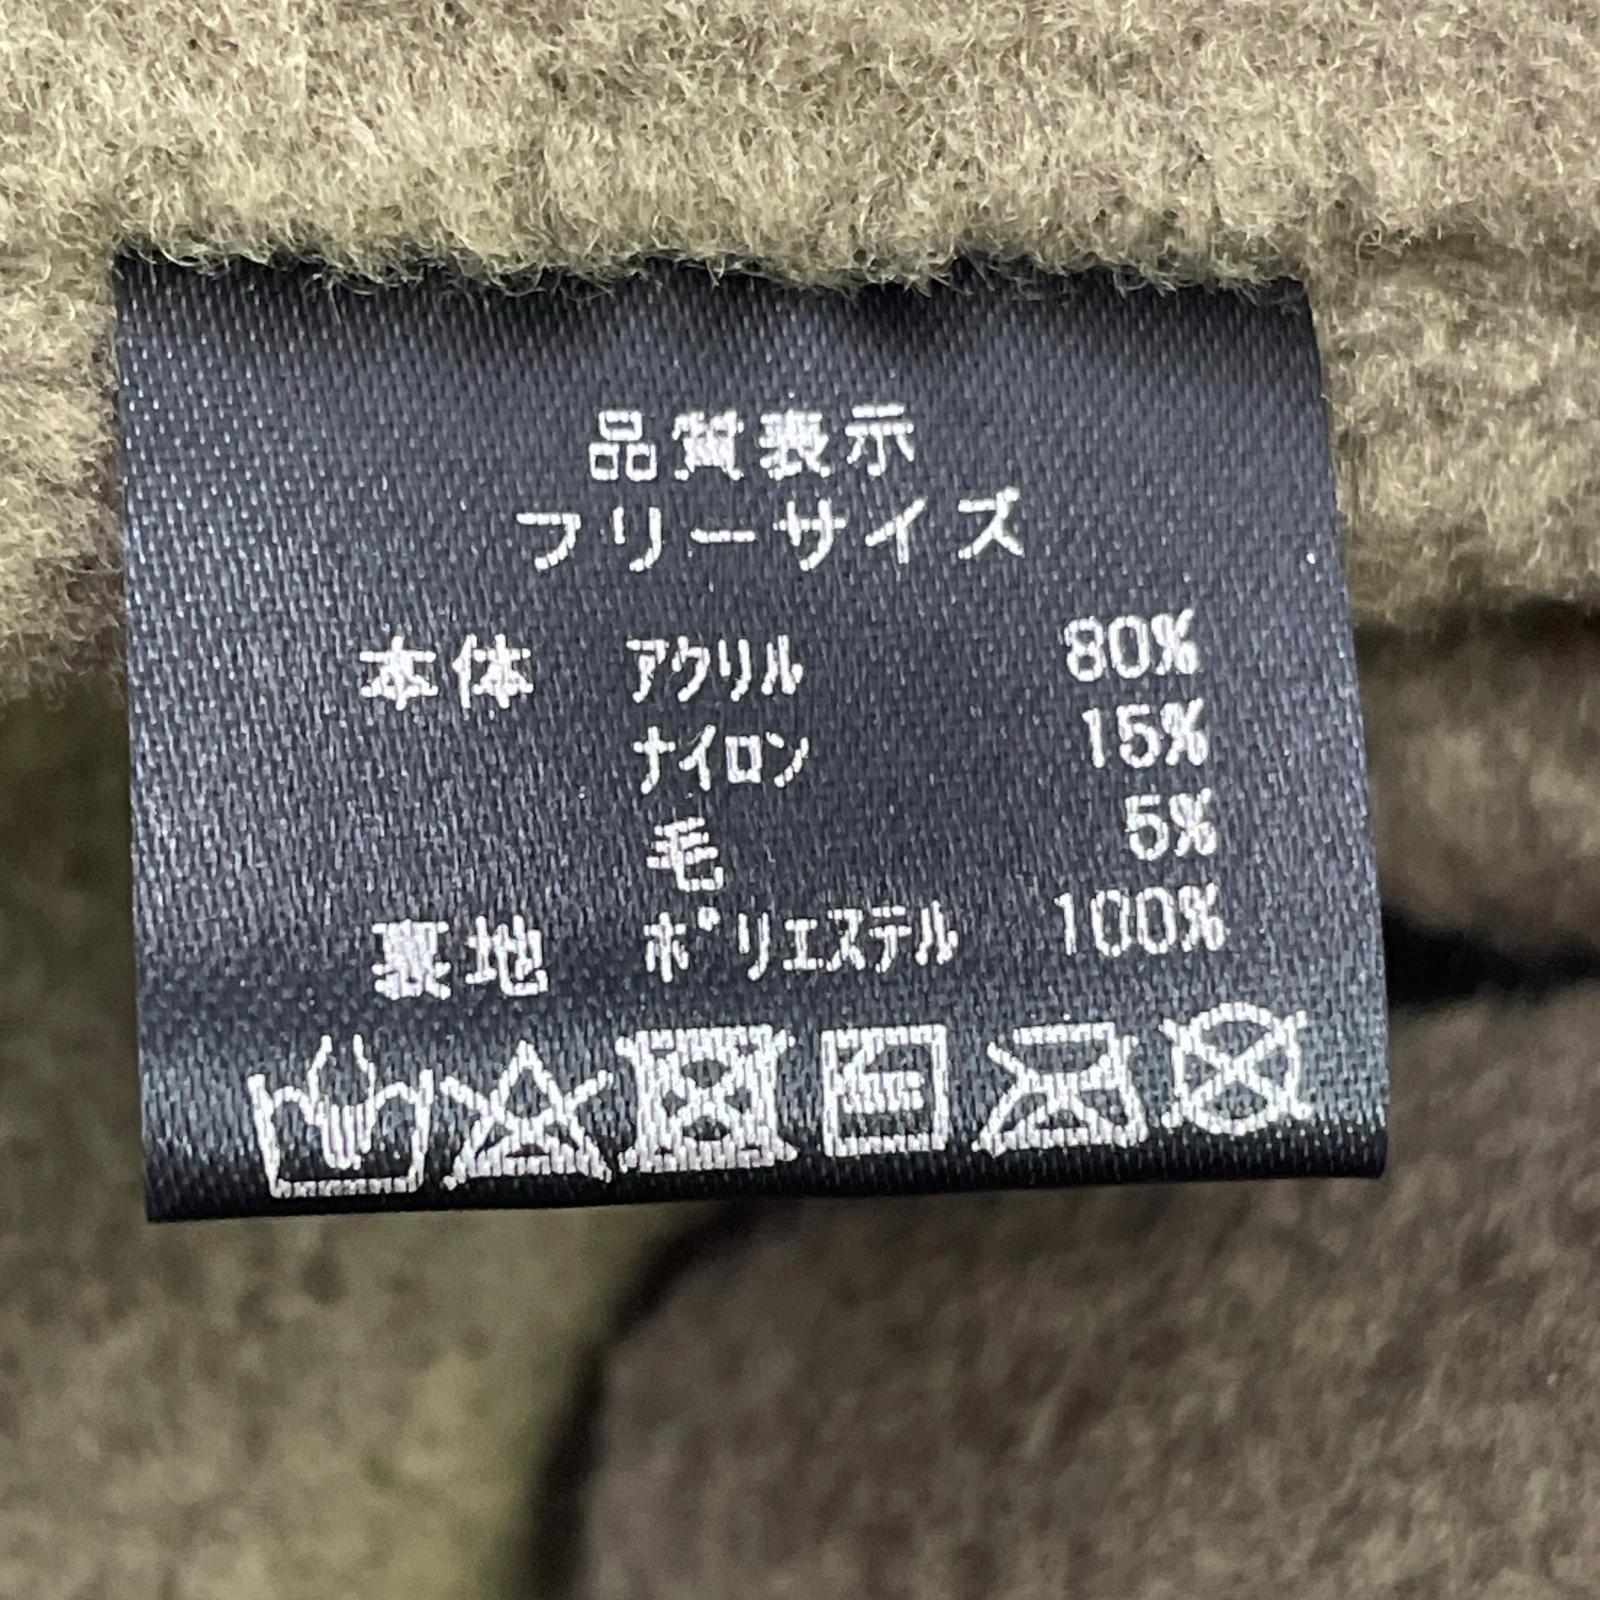 品質表示
フリーサイズ
本体 アクリル 80%
ナイロン 15%
毛 5%
裏地 ポリエステル 100%